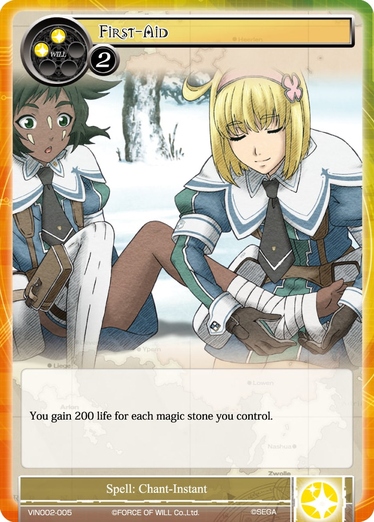 First-Aid
WILL
2
You gain 200 life for each magic stone you control.
Zwolle
Spell: Chant-Instant
VIN002-005 ©FORCE OF WILL Co.,Ltd. ©SEGA